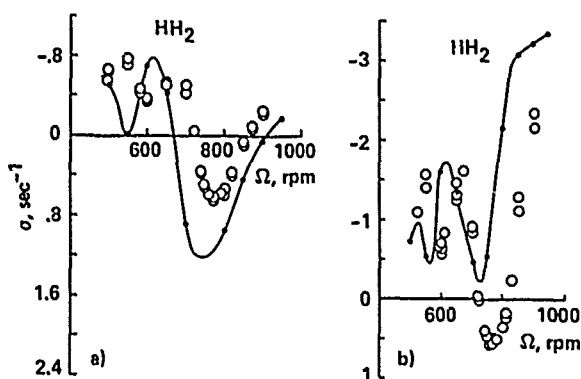 HH2
-.8
0
.8
1.6
2.4
600
800
1000
Ω, rpm
σ, sec⁻¹
a)
HH2
-3
-2
-1
0
1
600
800
1000
Ω, rpm
b)